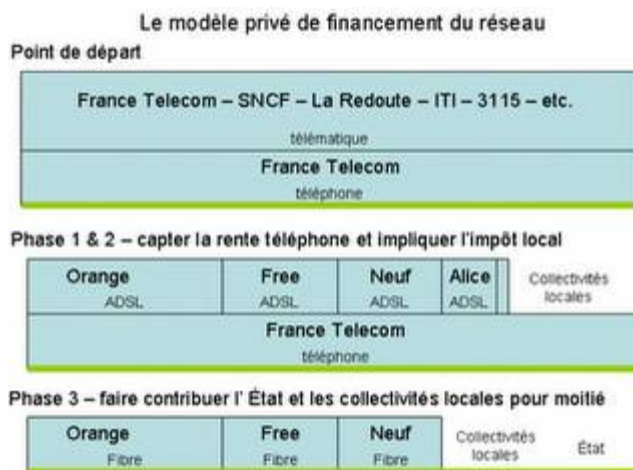 Le modèle privé de financement du réseau
Point de départ
France Telecom – SNCF – La Redoute – ITI – 3115 – etc.
télématique
France Telecom
téléphone
Phase 1 & 2 – capter la rente téléphone et impliquer l'impôt local
Orange Free Neuf Alice Collectivités
ADSL ADSL ADSL ADSL locales
France Telecom
téléphone
Phase 3 – faire contribuer l' État et les collectivités locales pour moitié
Orange Free Neuf Collectivités État
Fibre Fibre Fibre locales